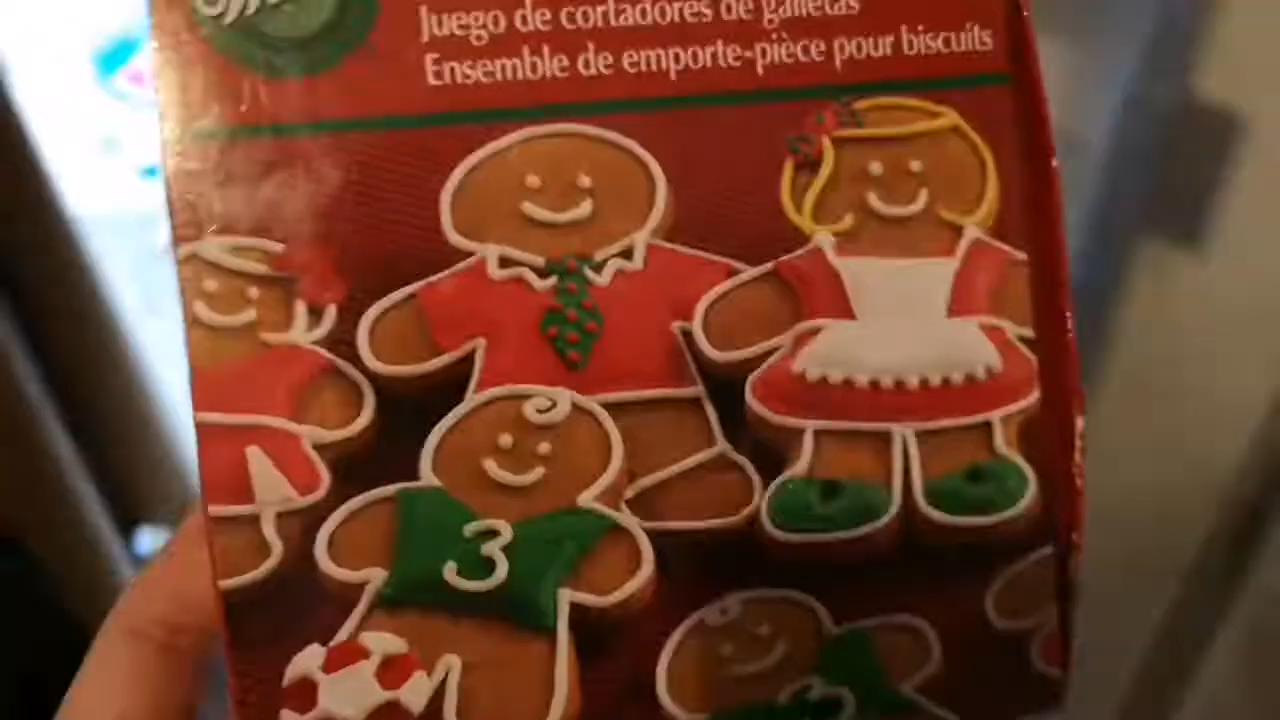 Juego de cortadores de galletas
Ensemble de emporte-pièce pour biscuits
3